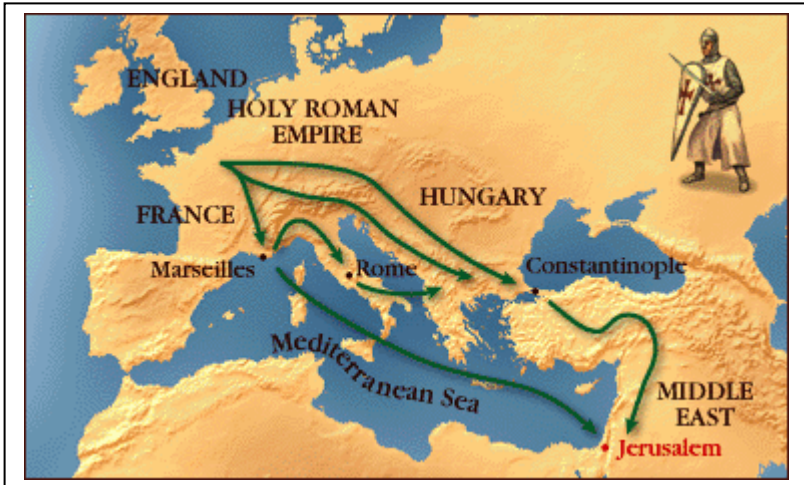 ENGLAND
HOLY ROMAN
EMPIRE
HUNGARY
FRANCE
Marseilles
Rome
Constantinople
Mediterranean Sea
MIDDLE
EAST
Jerusalem